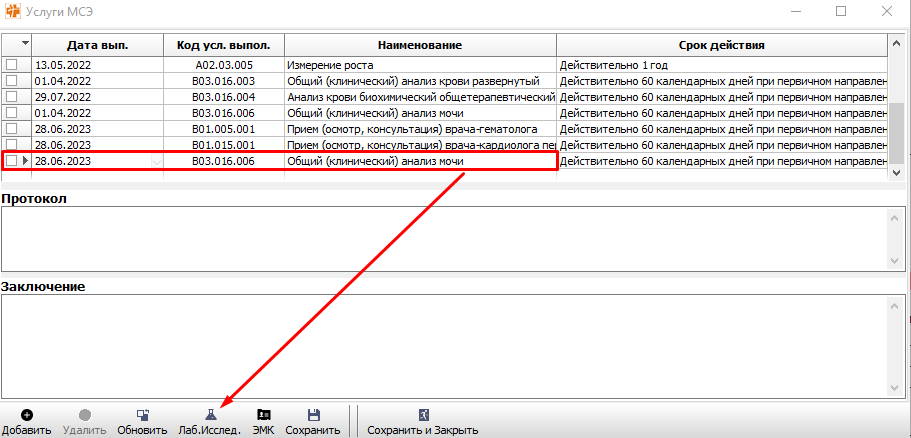 Услуги МСЭ
Дата вып. Код усл. выпол. Наименование Срок действия
13.05.2022 A02.03.005 Измерение роста Действительно 1 год
01.04.2022 B03.016.003 Общий (клинический) анализ крови развернутый Действительно 60 календарных дней при первичном направлен
29.07.2022 B03.016.004 Анализ крови биохимический общетерапевтический Действительно 60 календарных дней при первичном направлен
01.04.2022 B03.016.006 Общий (клинический) анализ мочи Действительно 60 календарных дней при первичном направлен
28.06.2023 B01.005.001 Прием (осмотр, консультация) врача-гематолога Действительно 60 календарных дней при первичном направлен
28.06.2023 B01.015.001 Прием (осмотр, консультация) врача-кардиолога пер Действительно 60 календарных дней при первичном направлен
28.06.2023 B03.016.006 Общий (клинический) анализ мочи Действительно 60 календарных дней при первичном направлен
Протокол
Заключение
Добавить Удалить Обновить Лаб.Исслед. ЭМК Сохранить Сохранить и Закрыть